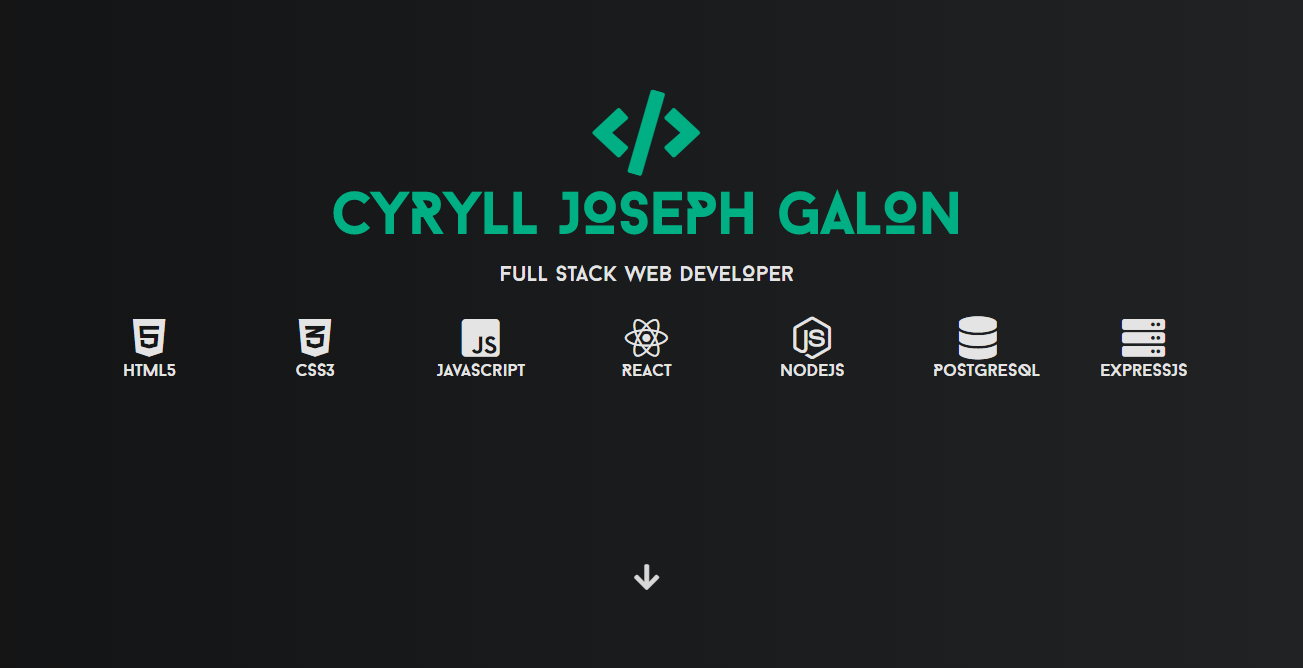 </>
CYRYLL JOSEPH GALON
FULL STACK WEB DEVELOPER
5 3 JS JS
HTML5 CSS3 JAVASCRIPT REACT NODEJS POSTGRESQL EXPRESSJS